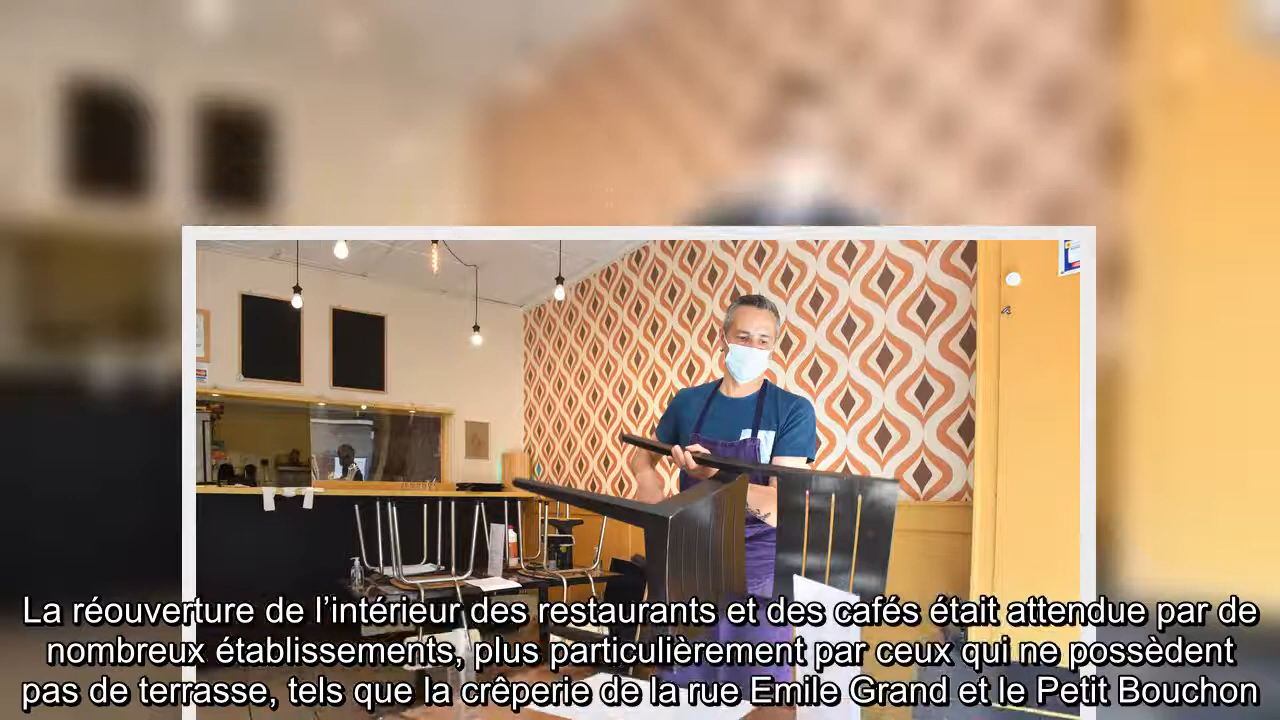 La réouverture de l’intérieur des restaurants et des cafés était attendue par de
nombreux établissements, plus particulièrement par ceux qui ne possèdent
pas de terrasse, tels que la crêperie de la rue Emile Grand et le Petit Bouchon